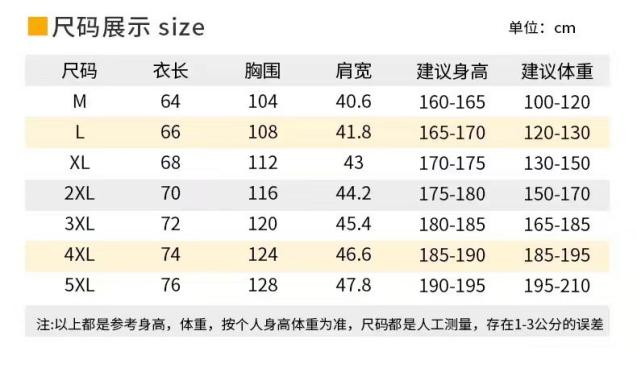 尺码展示 size
单位：cm
尺码 衣长 胸围 肩宽 建议身高 建议体重
M 64 104 40.6 160-165 100-120
L 66 108 41.8 165-170 120-130
XL 68 112 43 170-175 130-150
2XL 70 116 44.2 175-180 150-170
3XL 72 120 45.4 180-185 165-185
4XL 74 124 46.6 185-190 185-195
5XL 76 128 47.8 190-195 195-210
注:以上都是参考身高，体重，按个人身高体重为准，尺码都是人工测量，存在1-3公分的误差